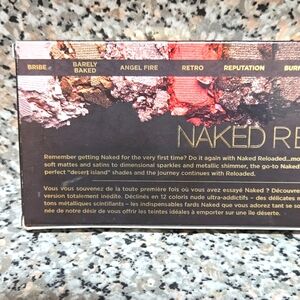 BRIBE BARELY BAKED ANGEL FIRE RETRO REPUTATION BURN
NAKED RE
Remember getting Naked for the very first time? Do it again with Naked Reloaded...mo
soft mattes and satins to dimensional sparkles and metallic shimmer, the go-to Naked
perfect "desert island" shades and the journey continues with Reloaded.
Vous vous souvenez de la toute première fois où vous avez essayé Naked ? Découvre
version totalement inédite. Déclinés en 12 coloris nude ultra-addictifs - des délicates m
tons métalliques scintillants - les indispensables fards Naked que vous adorez tant se so
née de notre désir de vous offrir les teintes idéales à emporter sur une île déserte.